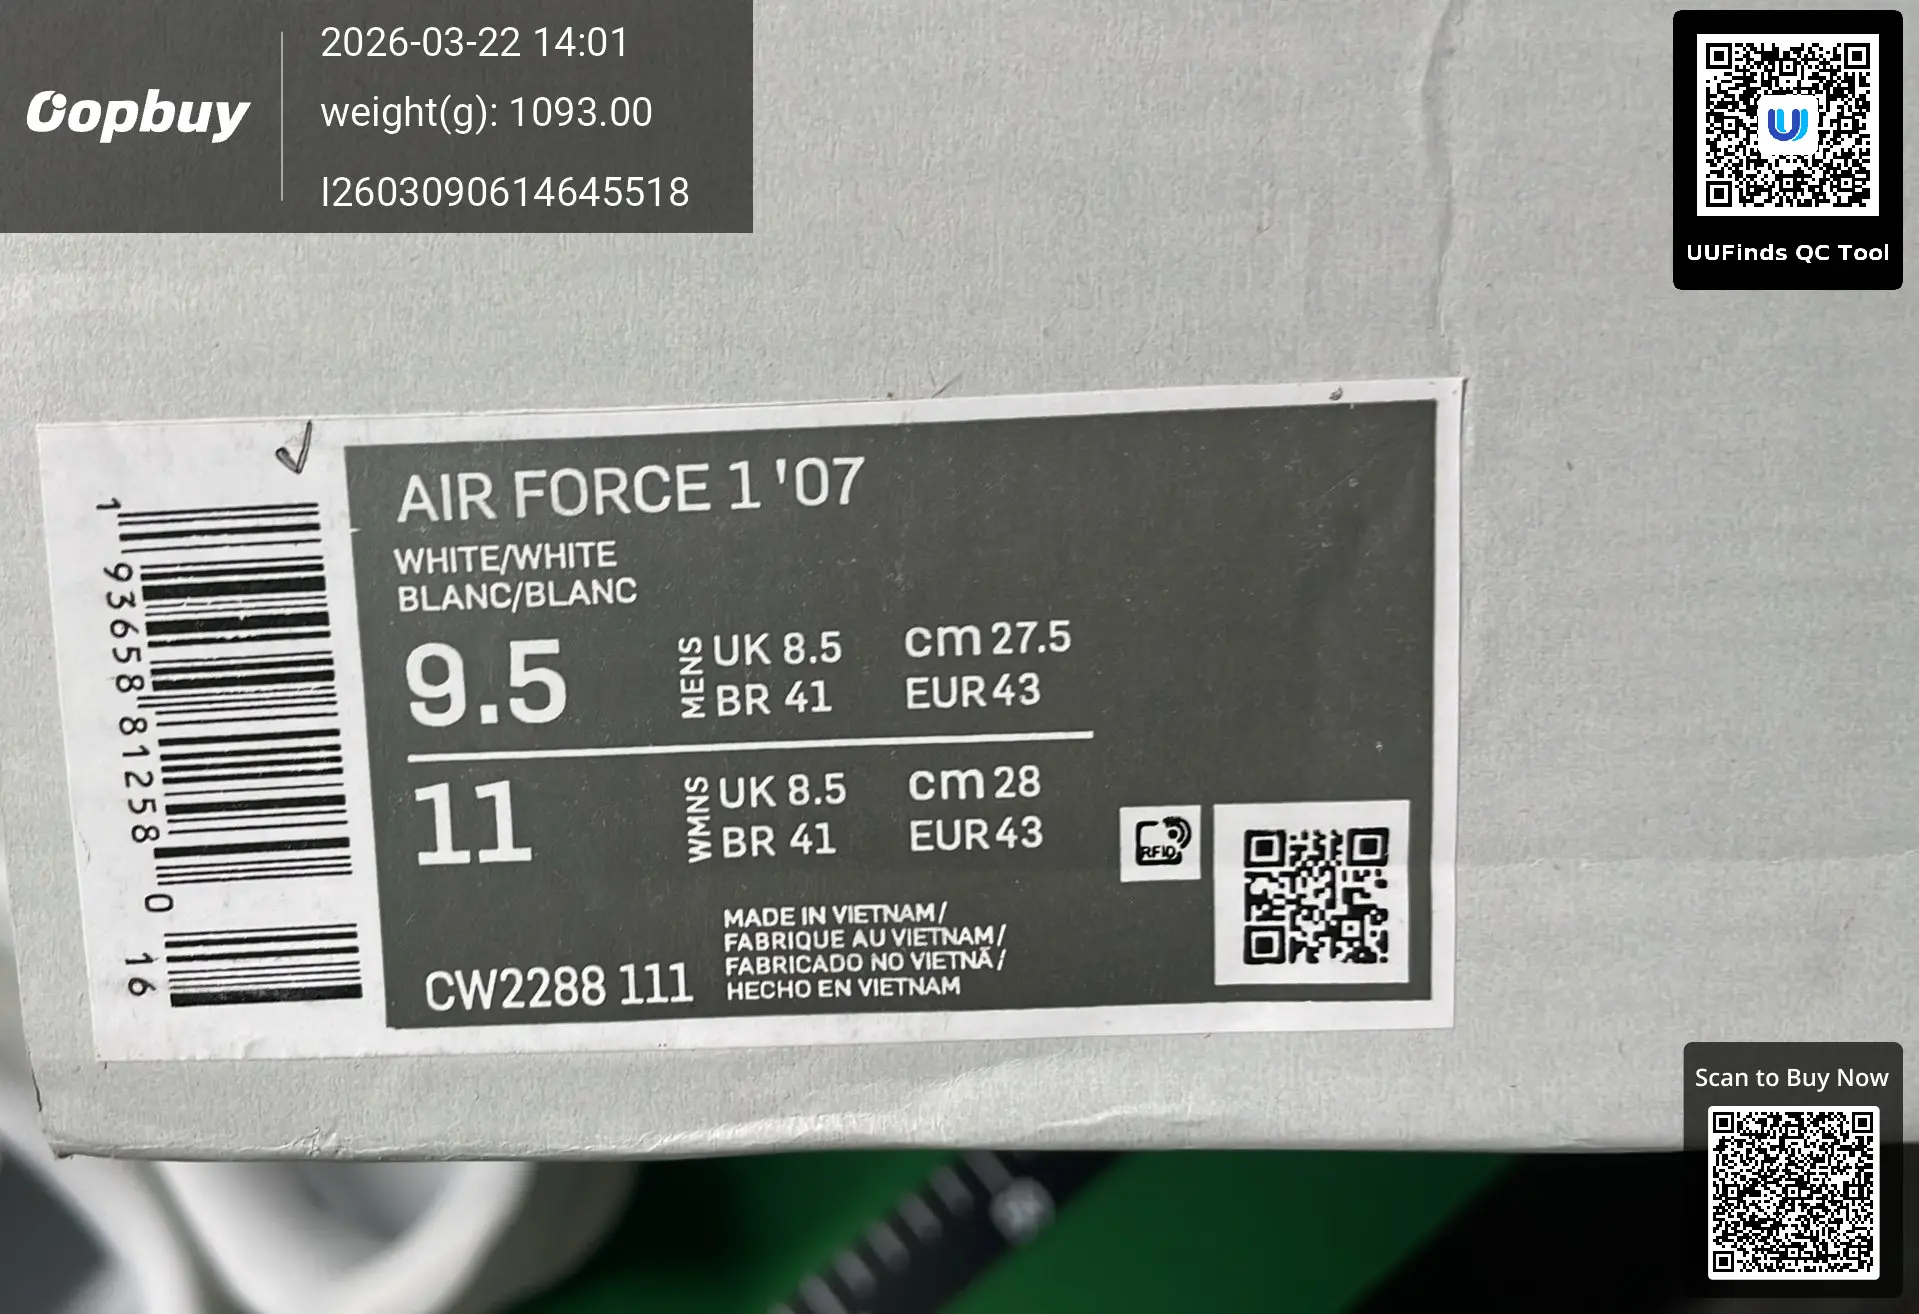 Oopbuy
2026-03-22 14:01
weight(g): 1093.00
I2603090614645518
UUFinds QC Tool
AIR FORCE 1 '07
WHITE/WHITE
BLANC/BLANC
9.5
MENS
UK 8.5
cm 27.5
BR 41
EUR 43
11
WMNS
UK 8.5
cm 28
BR 41
EUR 43
RFID
MADE IN VIETNAM/
FABRIQUE AU VIETNAM/
FABRICADO NO VIETNÃ/
HECHO EN VIETNAM
CW2288 111
1 93658 81258 0 16
Scan to Buy Now